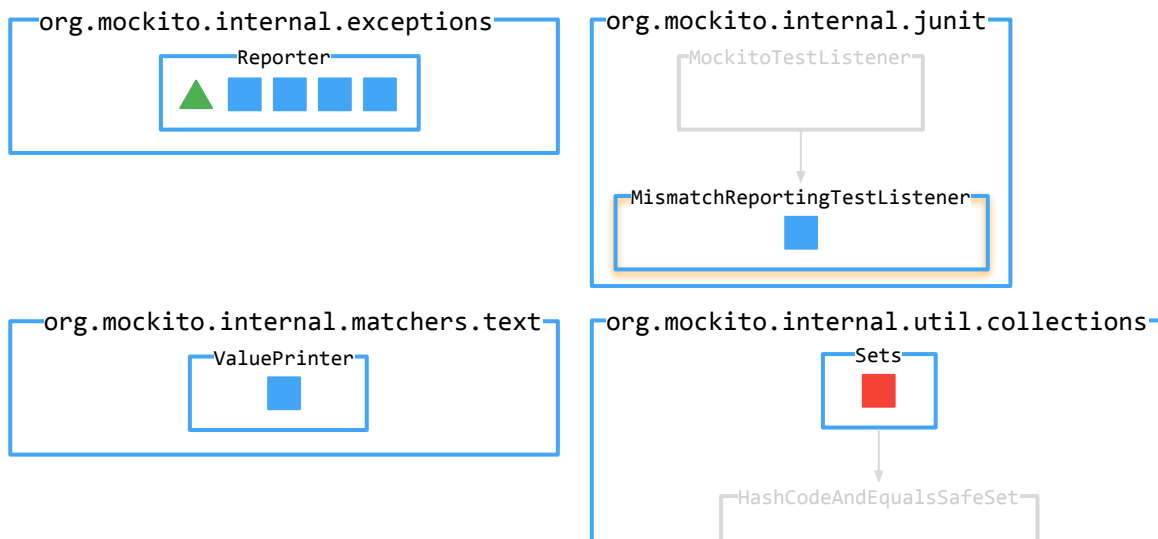 org.mockito.internal.exceptions
Reporter
org.mockito.internal.junit
MockitoTestListener
MismatchReportingTestListener
org.mockito.internal.matchers.text
ValuePrinter
org.mockito.internal.util.collections
Sets
HashCodeAndEqualsSafeSet